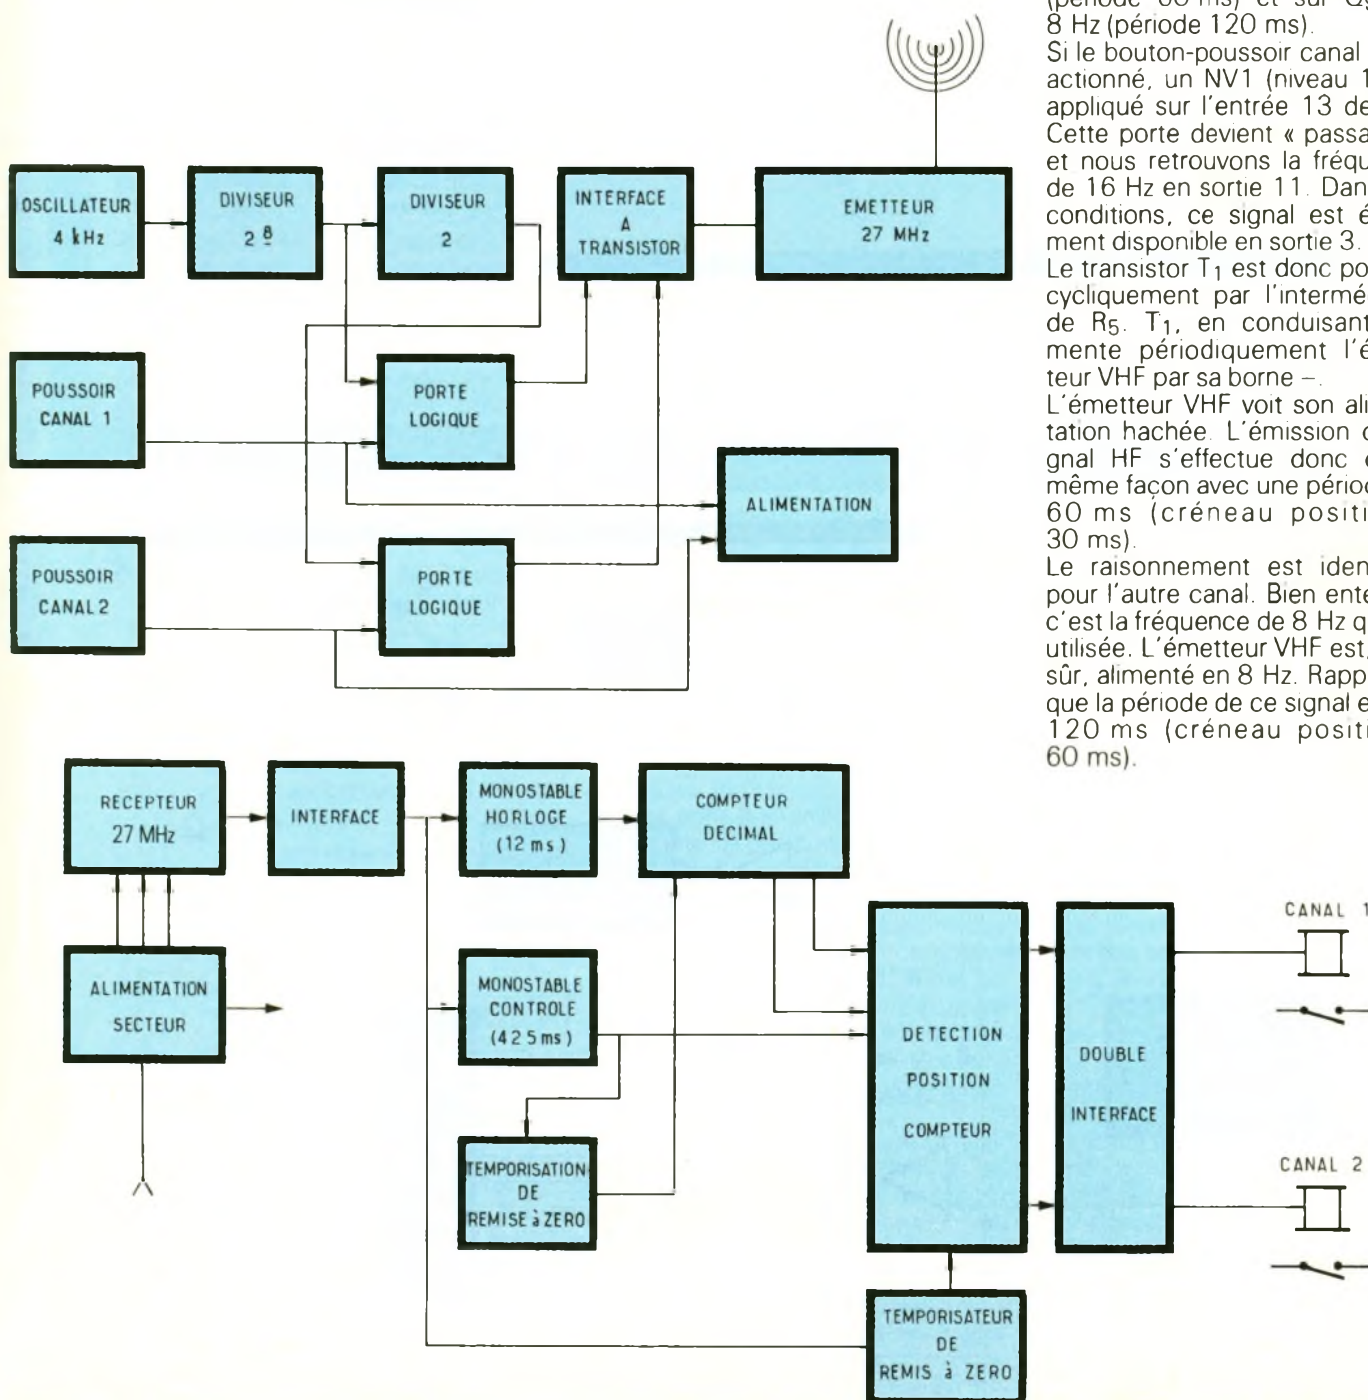 (période 60 ms) et sur
8 Hz (période 120 ms).
Si le bouton-poussoir canal
actionné, un NV1 (niveau 1
appliqué sur l'entrée 13 de
Cette porte devient « passa
et nous retrouvons la fréqu
de 16 Hz en sortie 11. Dan
conditions, ce signal est é
ment disponible en sortie 3.
Le transistor T1 est donc po
cycliquement par l'intermé
de R5. T1, en conduisant
mente périodiquement l'é
teur VHF par sa borne –.
L'émetteur VHF voit son ali
tation hachée. L'émission d
gnal HF s'effectue donc
même façon avec une périod
60 ms (créneau positi
30 ms).
Le raisonnement est iden
pour l'autre canal. Bien ente
c'est la fréquence de 8 Hz q
utilisée. L'émetteur VHF est,
sûr, alimenté en 8 Hz. Rapp
que la période de ce signal e
120 ms (créneau positi
60 ms).
OSCILLATEUR
4 kHz
DIVISEUR
2 8
DIVISEUR
2
INTERFACE
A
TRANSISTOR
EMETTEUR
27 MHz
POUSSOIR
CANAL 1
PORTE
LOGIQUE
ALIMENTATION
POUSSOIR
CANAL 2
PORTE
LOGIQUE
RECEPTEUR
27 MHz
INTERFACE
MONOSTABLE
HORLOGE
(12 ms)
COMPTEUR
DECIMAL
ALIMENTATION
SECTEUR
MONOSTABLE
CONTROLE
(42 5 ms)
TEMPORISATION
DE
REMISE à ZERO
DETECTION
POSITION
COMPTEUR
DOUBLE
INTERFACE
CANAL 1
CANAL 2
TEMPORISATEUR
DE
REMIS à ZERO